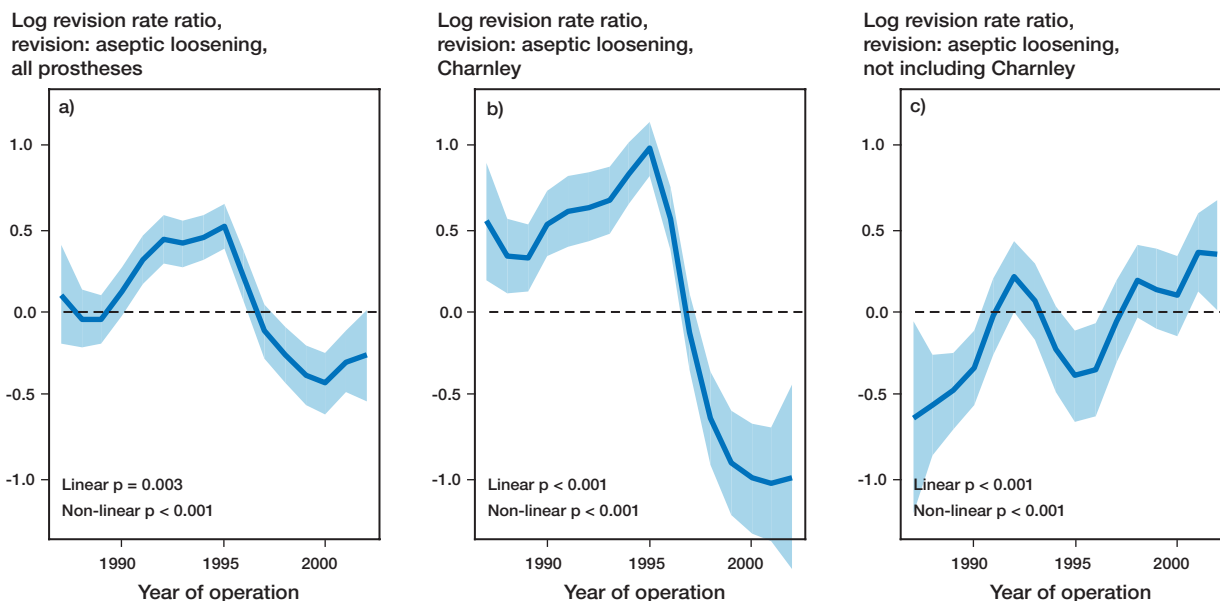 Log revision rate ratio,
revision: aseptic loosening,
all prostheses
a)
1.0
0.5
0.0
-0.5
-1.0
Linear p = 0.003
Non-linear p < 0.001
1990 1995 2000
Year of operation
Log revision rate ratio,
revision: aseptic loosening,
Charnley
b)
1.0
0.5
0.0
-0.5
-1.0
Linear p < 0.001
Non-linear p < 0.001
1990 1995 2000
Year of operation
Log revision rate ratio,
revision: aseptic loosening,
not including Charnley
c)
1.0
0.5
0.0
-0.5
-1.0
Linear p < 0.001
Non-linear p < 0.001
1990 1995 2000
Year of operation